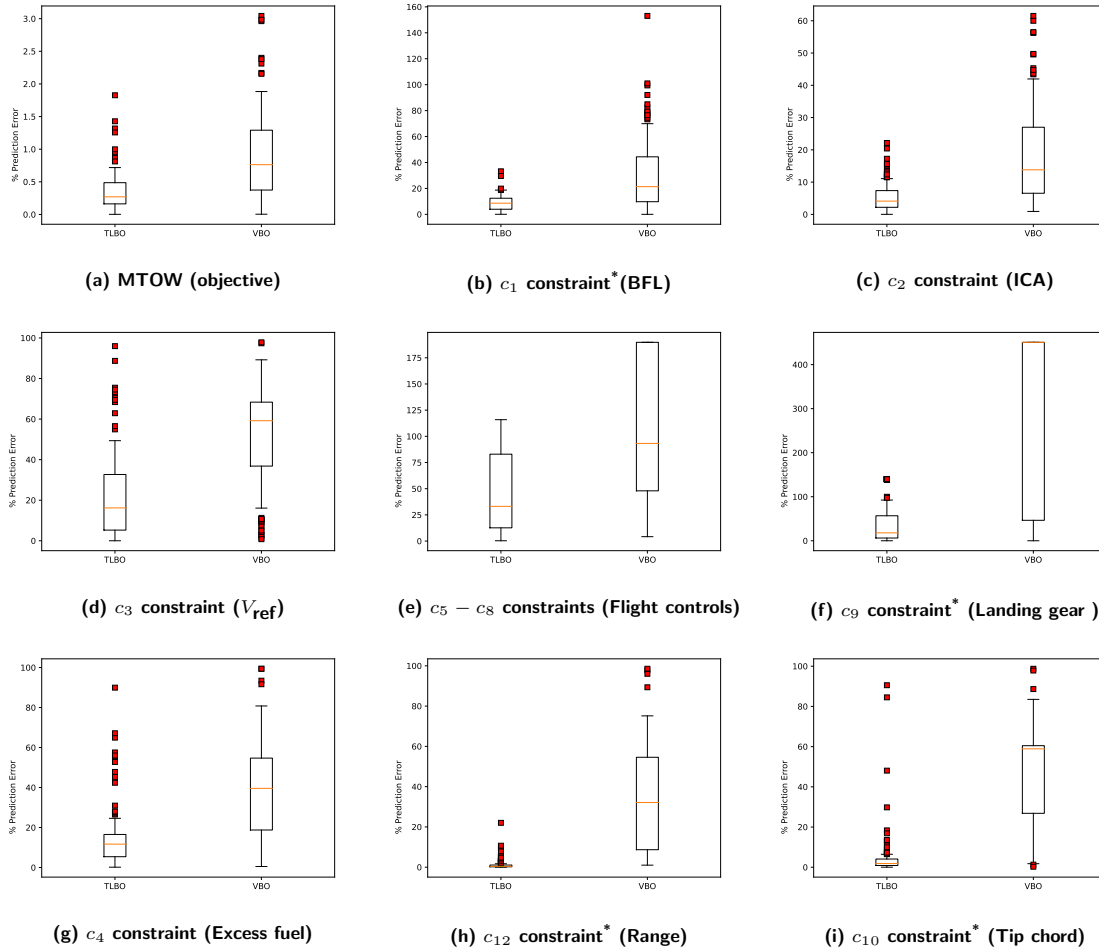 3.0
2.5
2.0
1.5
1.0
0.5
0.0
% Prediction Error
TLBO VBO
(a) MTOW (objective)
160
140
120
100
80
60
40
20
0
% Prediction Error
TLBO VBO
(b) c₁ constraint* (BFL)
60
50
40
30
20
10
0
% Prediction Error
TLBO VBO
(c) c₂ constraint (ICA)
100
80
60
40
20
0
% Prediction Error
TLBO VBO
(d) c₃ constraint (V_ref)
175
150
125
100
75
50
25
0
% Prediction Error
TLBO VBO
(e) c₅ − c₈ constraints (Flight controls)
400
300
200
100
0
% Prediction Error
TLBO VBO
(f) c₉ constraint* (Landing gear )
100
80
60
40
20
0
% Prediction Error
TLBO VBO
(g) c₄ constraint (Excess fuel)
100
80
60
40
20
0
% Prediction Error
TLBO VBO
(h) c₁₂ constraint* (Range)
100
80
60
40
20
0
% Prediction Error
TLBO VBO
(i) c₁₀ constraint* (Tip chord)